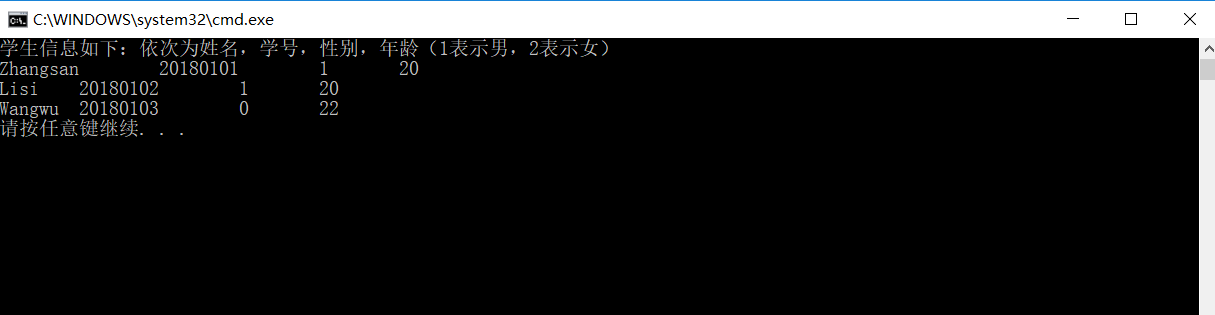 C:\WINDOWS\system32\cmd.exe
学生信息如下：依次为姓名，学号，性别，年龄（1表示男，2表示女）
Zhangsan	20180101	1	20
Lisi	20180102	1	20
Wangwu	20180103	0	22
请按任意键继续. . .